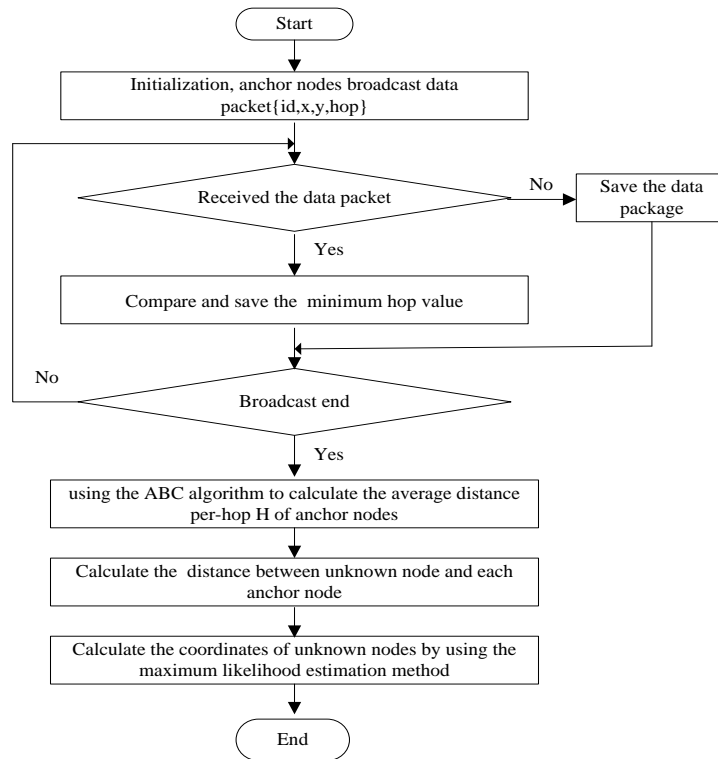 Start
Initialization, anchor nodes broadcast data
packet{id,x,y,hop}
Received the data packet
No
Save the data
package
Yes
Compare and save the minimum hop value
No
Broadcast end
Yes
using the ABC algorithm to calculate the average distance
per-hop H of anchor nodes
Calculate the distance between unknown node and each
anchor node
Calculate the coordinates of unknown nodes by using the
maximum likelihood estimation method
End